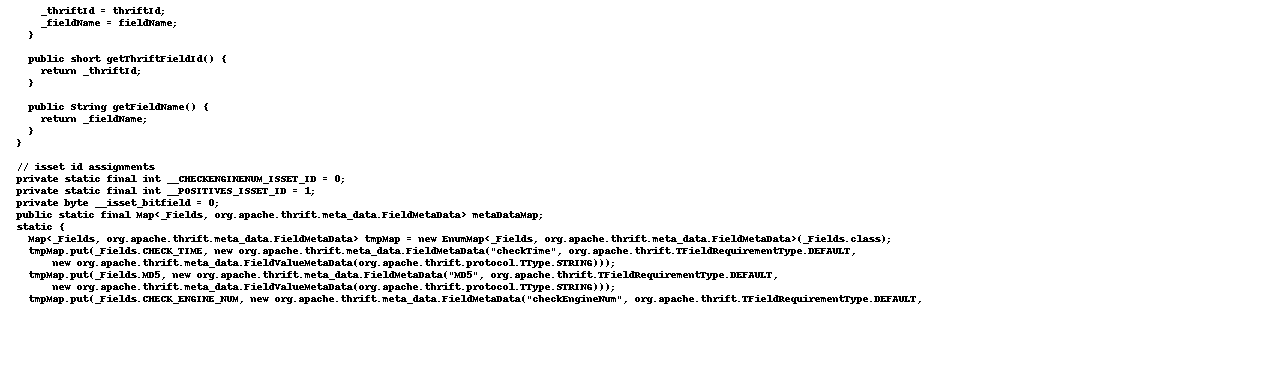 _thriftId = thriftId;
_fieldName = fieldName;
}
public short getThriftFieldId() {
return _thriftId;
}
public String getFieldName() {
return _fieldName;
}
}
// isset id assignments
private static final int __CHECKENGINENUM_ISSET_ID = 0;
private static final int __POSITIVES_ISSET_ID = 1;
private byte __isset_bitfield = 0;
public static final Map<_Fields, org.apache.thrift.meta_data.FieldMetaData> metaDataMap;
static {
Map<_Fields, org.apache.thrift.meta_data.FieldMetaData> tmpMap = new EnumMap<_Fields, org.apache.thrift.meta_data.FieldMetaData>(_Fields.class);
tmpMap.put(_Fields.CHECK_TIME, new org.apache.thrift.meta_data.FieldMetaData("checkTime", org.apache.thrift.TFieldRequirementType.DEFAULT,
new org.apache.thrift.meta_data.FieldValueMetaData(org.apache.thrift.protocol.TType.STRING)));
tmpMap.put(_Fields.MD5, new org.apache.thrift.meta_data.FieldMetaData("MD5", org.apache.thrift.TFieldRequirementType.DEFAULT,
new org.apache.thrift.meta_data.FieldValueMetaData(org.apache.thrift.protocol.TType.STRING)));
tmpMap.put(_Fields.CHECK_ENGINE_NUM, new org.apache.thrift.meta_data.FieldMetaData("checkEngineNum", org.apache.thrift.TFieldRequirementType.DEFAULT,